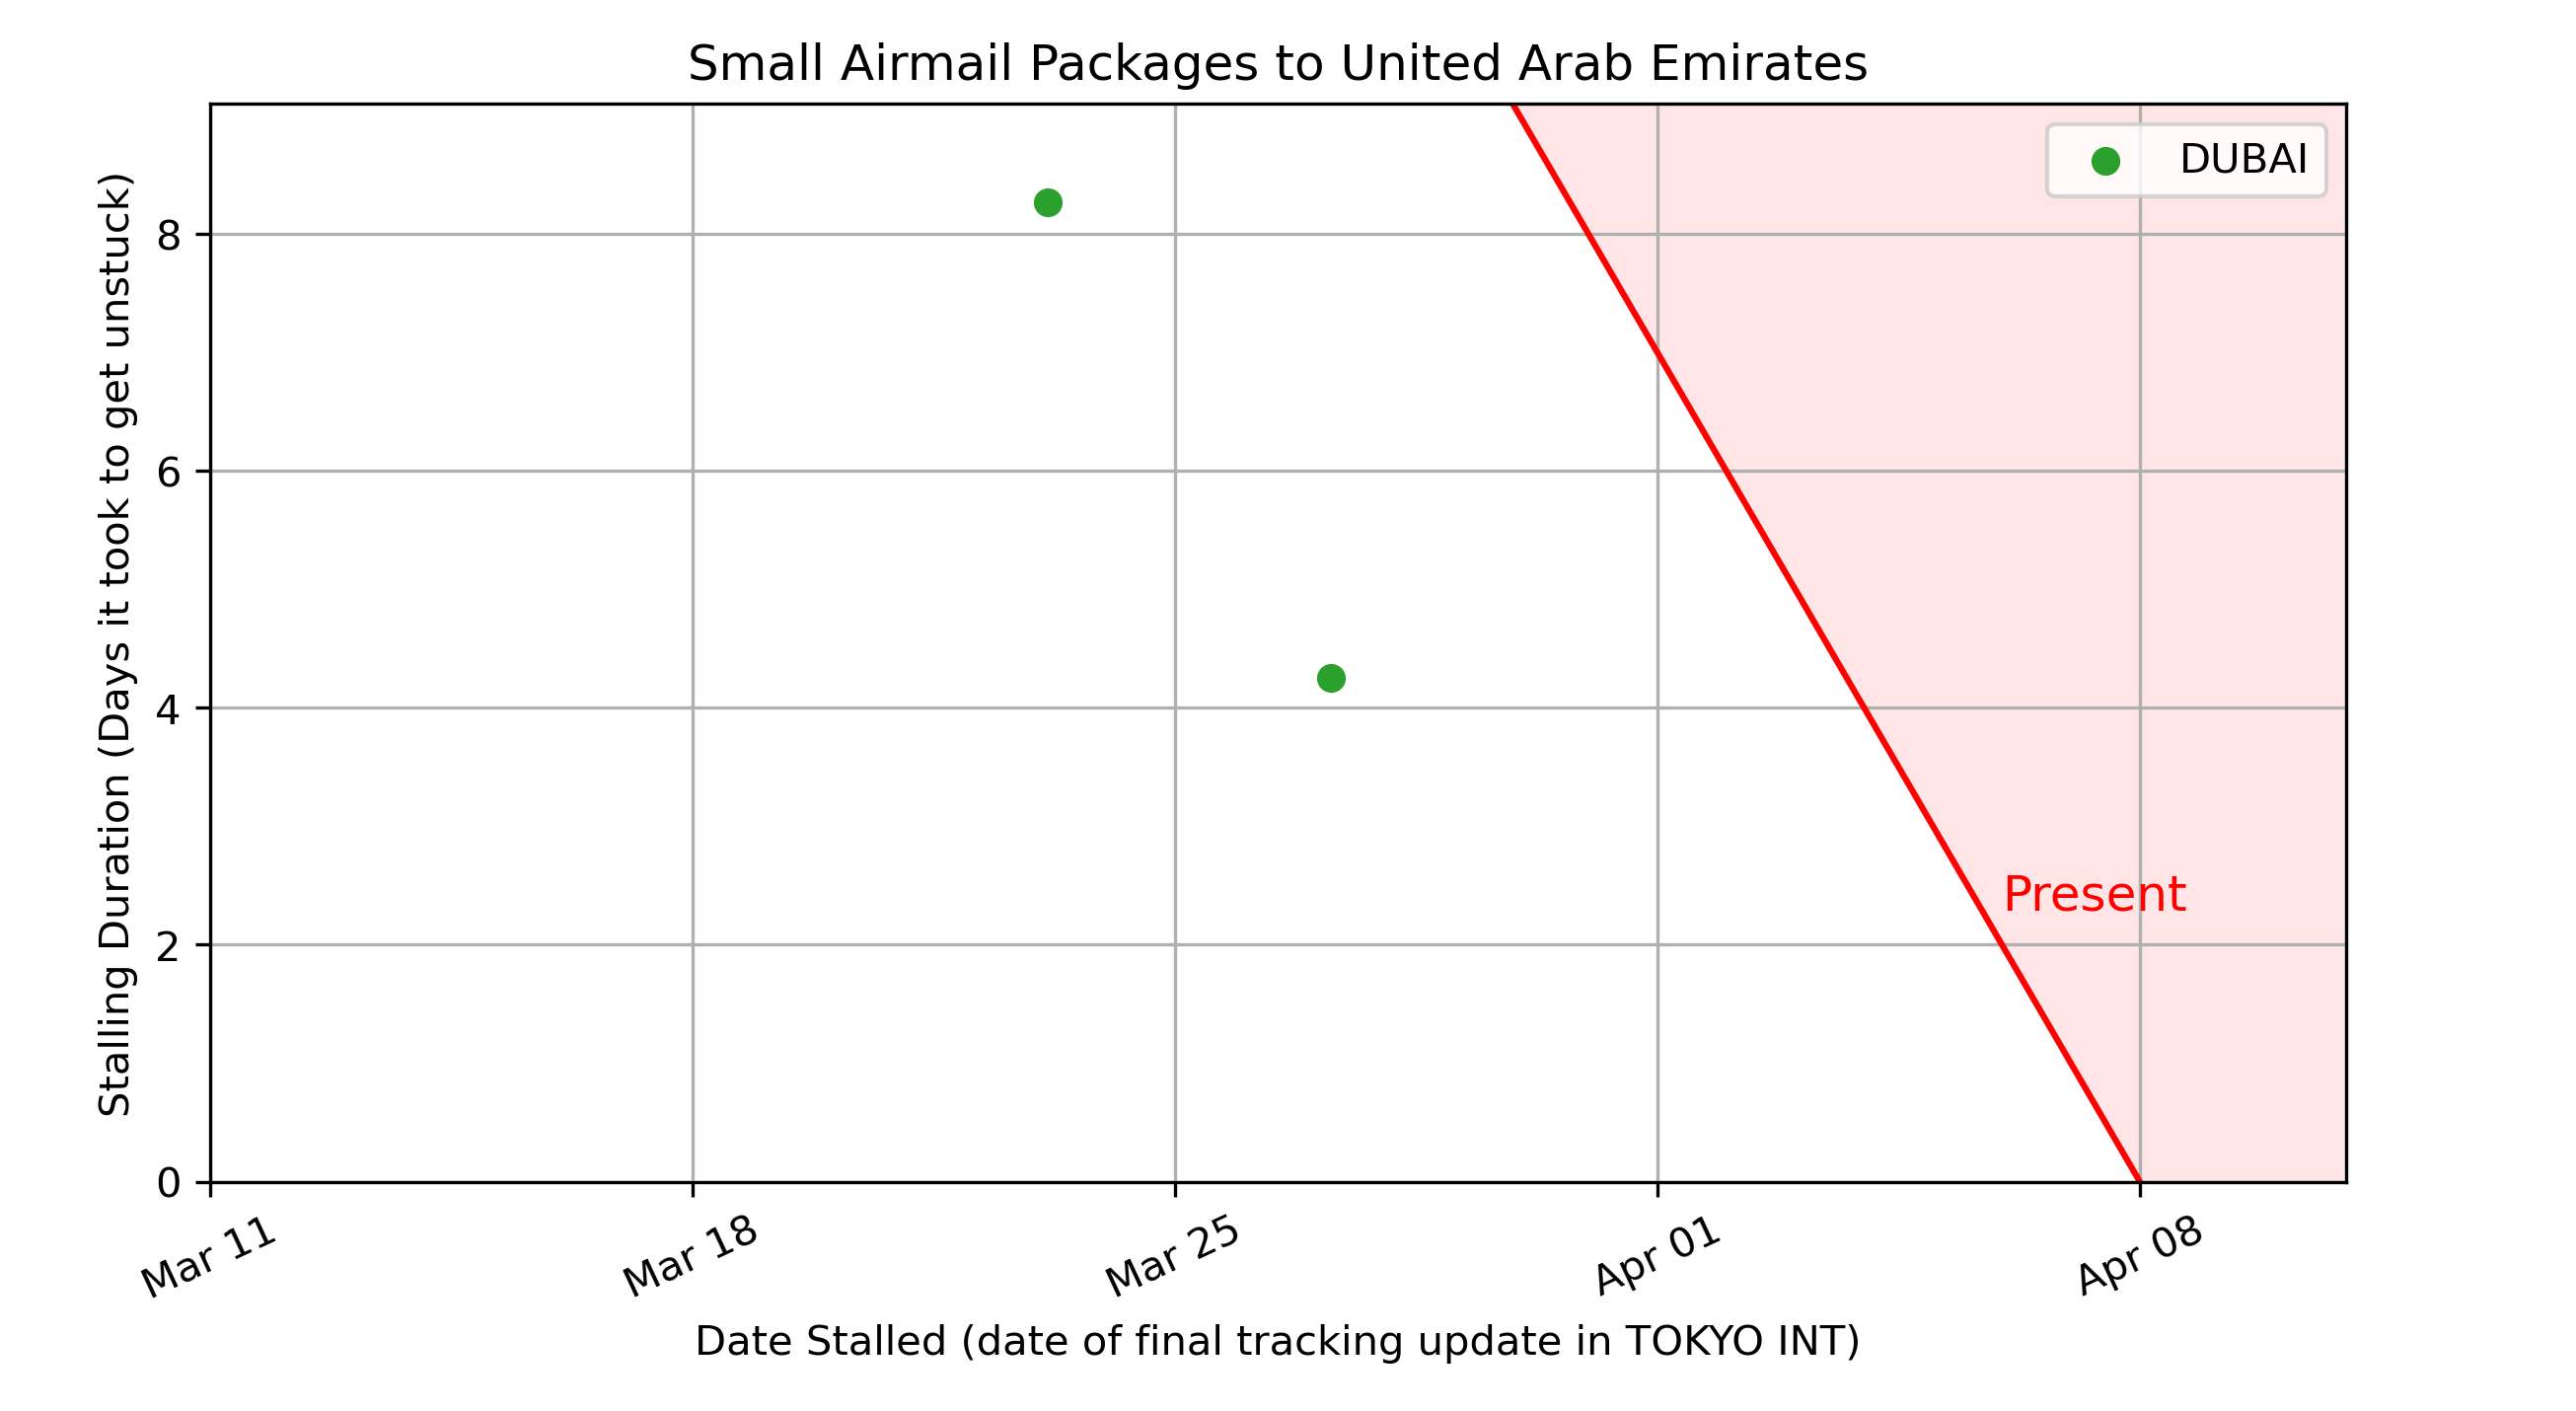 Small Airmail Packages to United Arab Emirates
DUBAI
Stalling Duration (Days it took to get unstuck)
8
6
4
2
0
Present
Mar 11
Mar 18
Mar 25
Apr 01
Apr 08
Date Stalled (date of final tracking update in TOKYO INT)